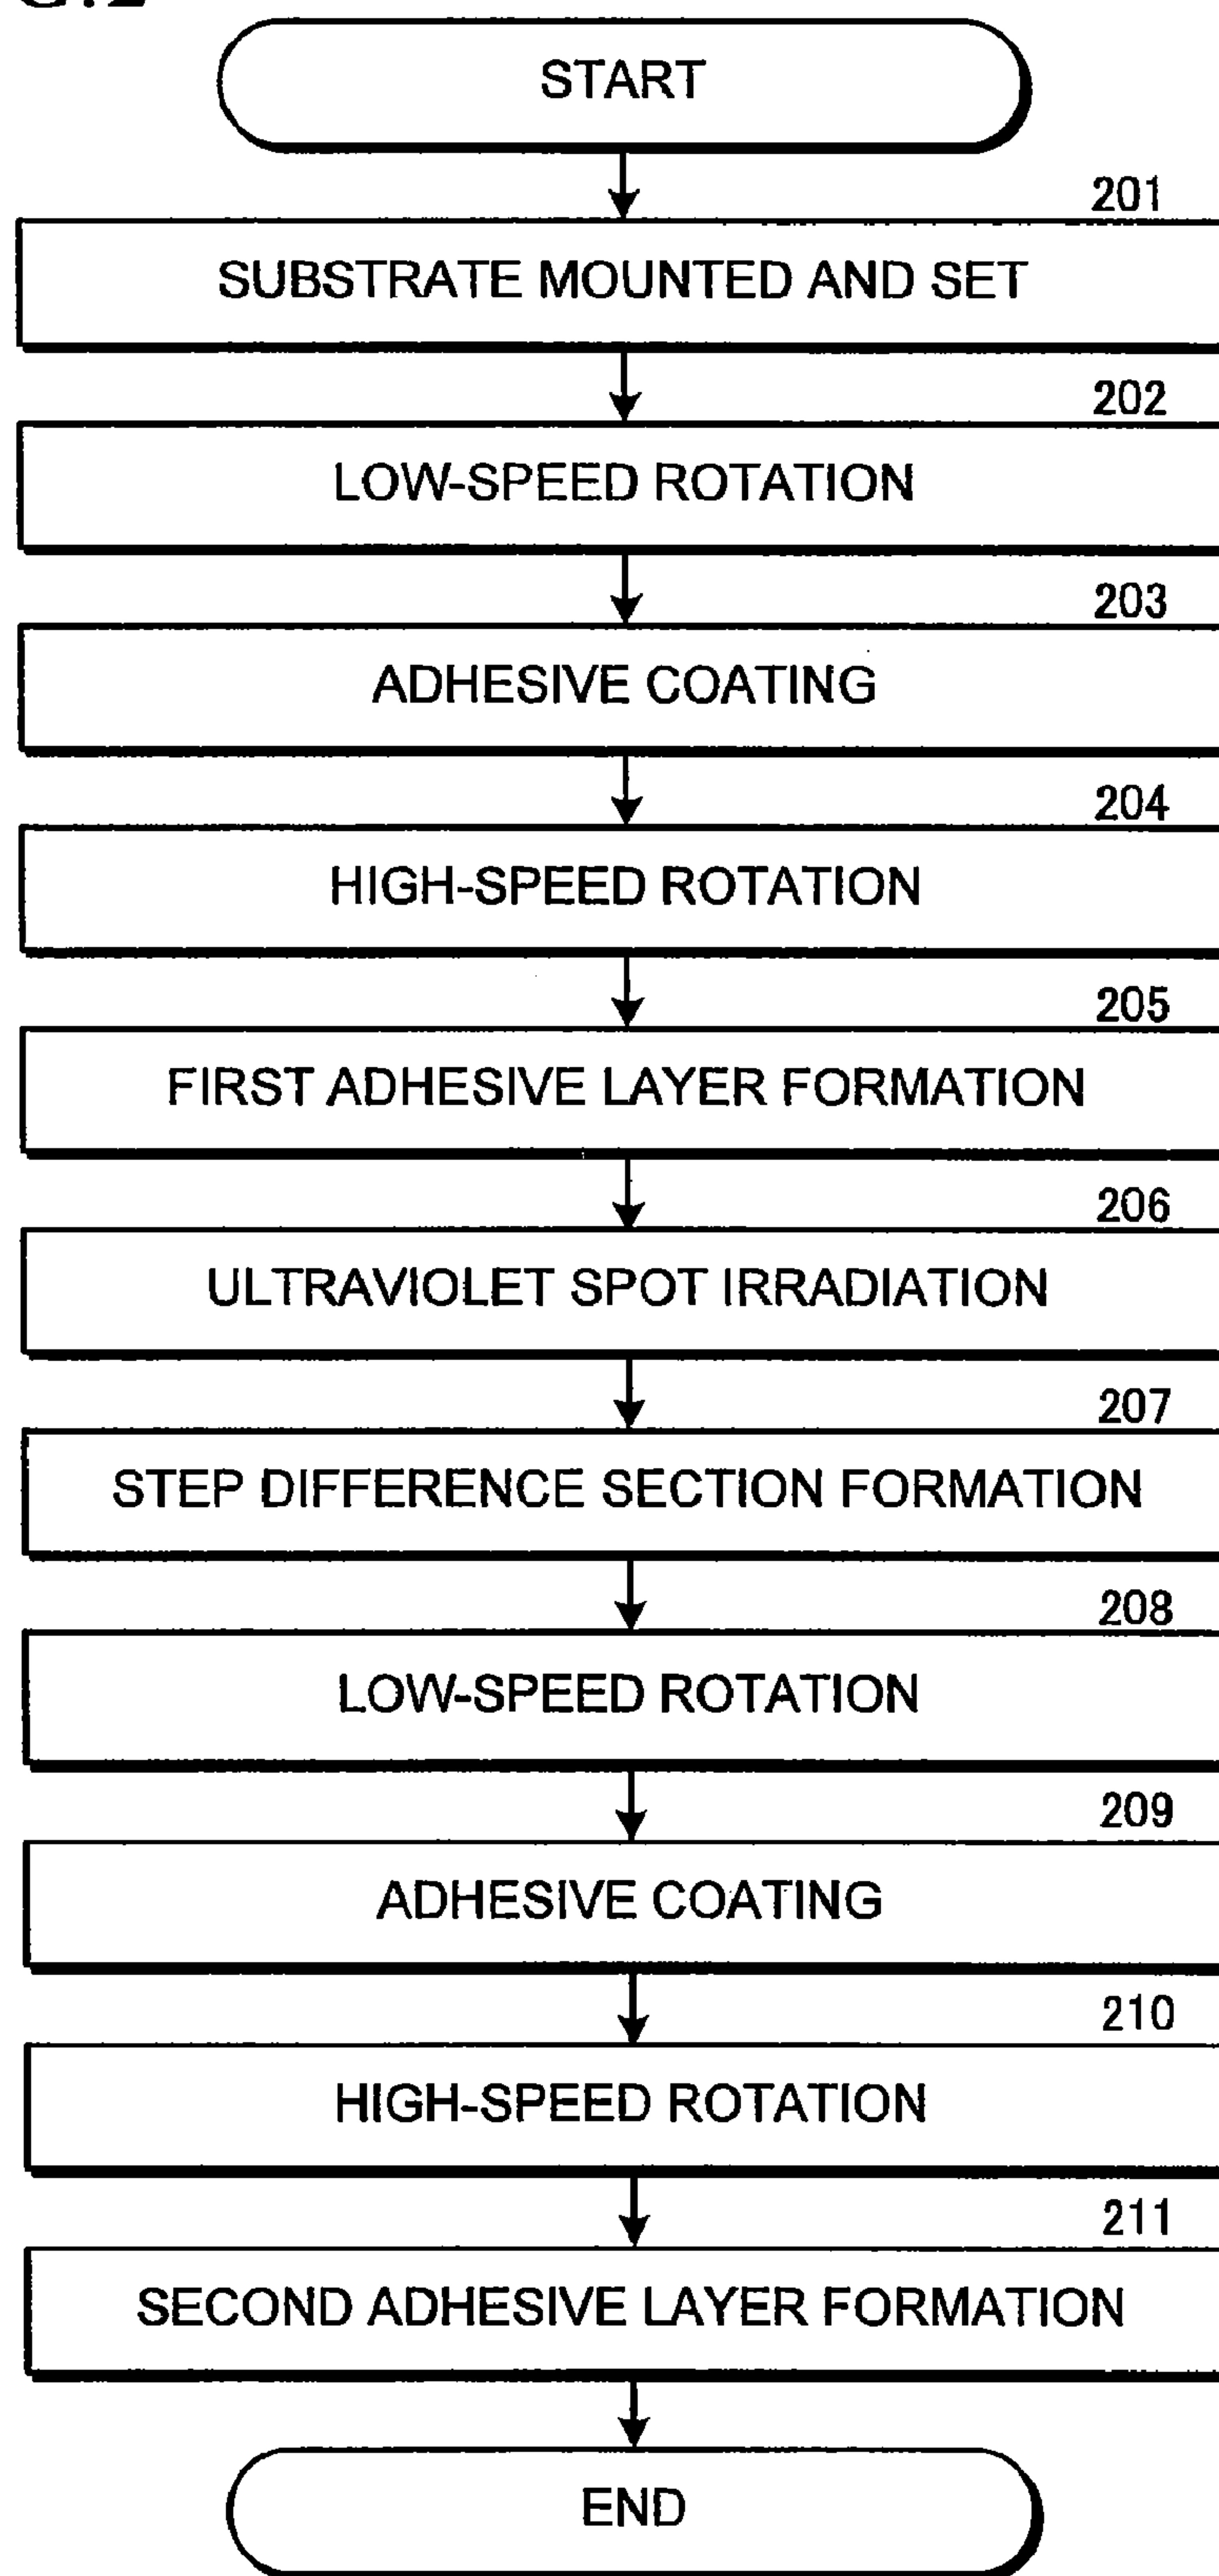 START
201
SUBSTRATE MOUNTED AND SET
202
LOW-SPEED ROTATION
203
ADHESIVE COATING
204
HIGH-SPEED ROTATION
205
FIRST ADHESIVE LAYER FORMATION
206
ULTRAVIOLET SPOT IRRADIATION
207
STEP DIFFERENCE SECTION FORMATION
208
LOW-SPEED ROTATION
209
ADHESIVE COATING
210
HIGH-SPEED ROTATION
211
SECOND ADHESIVE LAYER FORMATION
END